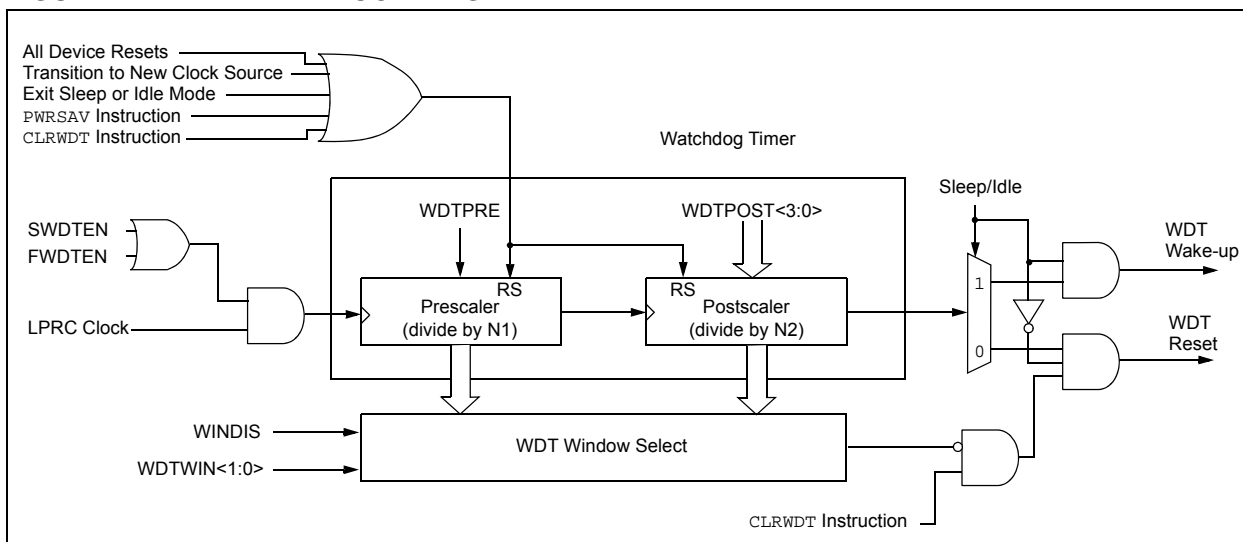 All Device Resets
Transition to New Clock Source
Exit Sleep or Idle Mode
PWRSAV Instruction
CLRWDT Instruction
Watchdog Timer
Sleep/Idle
WDTPRE
WDTPOST<3:0>
SWDTEN
FWDTEN
WDT
Wake-up
RS
RS
1
Prescaler
(divide by N1)
Postscaler
(divide by N2)
LPRC Clock
WDT
Reset
0
WINDIS
WDT Window Select
WDTWIN<1:0>
CLRWDT Instruction